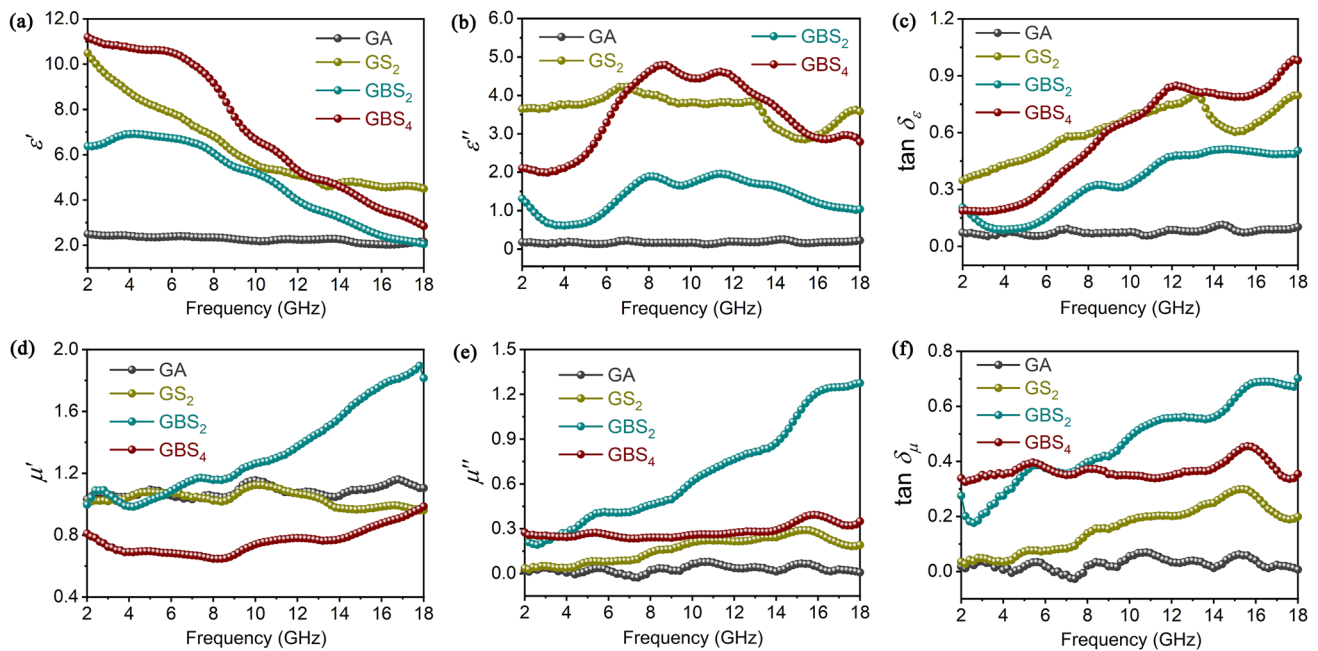 (a)
12.0
10.0
8.0
6.0
4.0
2.0
ε′
GA
GS₂
GBS₂
GBS₄
2 4 6 8 10 12 14 16 18
Frequency (GHz)
(b)
6.0
5.0
4.0
3.0
2.0
1.0
0
ε″
GA
GS₂
GBS₂
GBS₄
2 4 6 8 10 12 14 16 18
Frequency (GHz)
(c)
1.2
0.9
0.6
0.3
0.0
tan δε
GA
GS₂
GBS₂
GBS₄
2 4 6 8 10 12 14 16 18
Frequency (GHz)
(d)
2.0
1.6
1.2
0.8
0.4
μ′
GA
GS₂
GBS₂
GBS₄
2 4 6 8 10 12 14 16 18
Frequency (GHz)
(e)
1.5
1.2
0.9
0.6
0.3
0.0
μ″
GA
GS₂
GBS₂
GBS₄
2 4 6 8 10 12 14 16 18
Frequency (GHz)
(f)
0.8
0.6
0.4
0.2
0.0
tan δμ
GA
GS₂
GBS₂
GBS₄
2 4 6 8 10 12 14 16 18
Frequency (GHz)